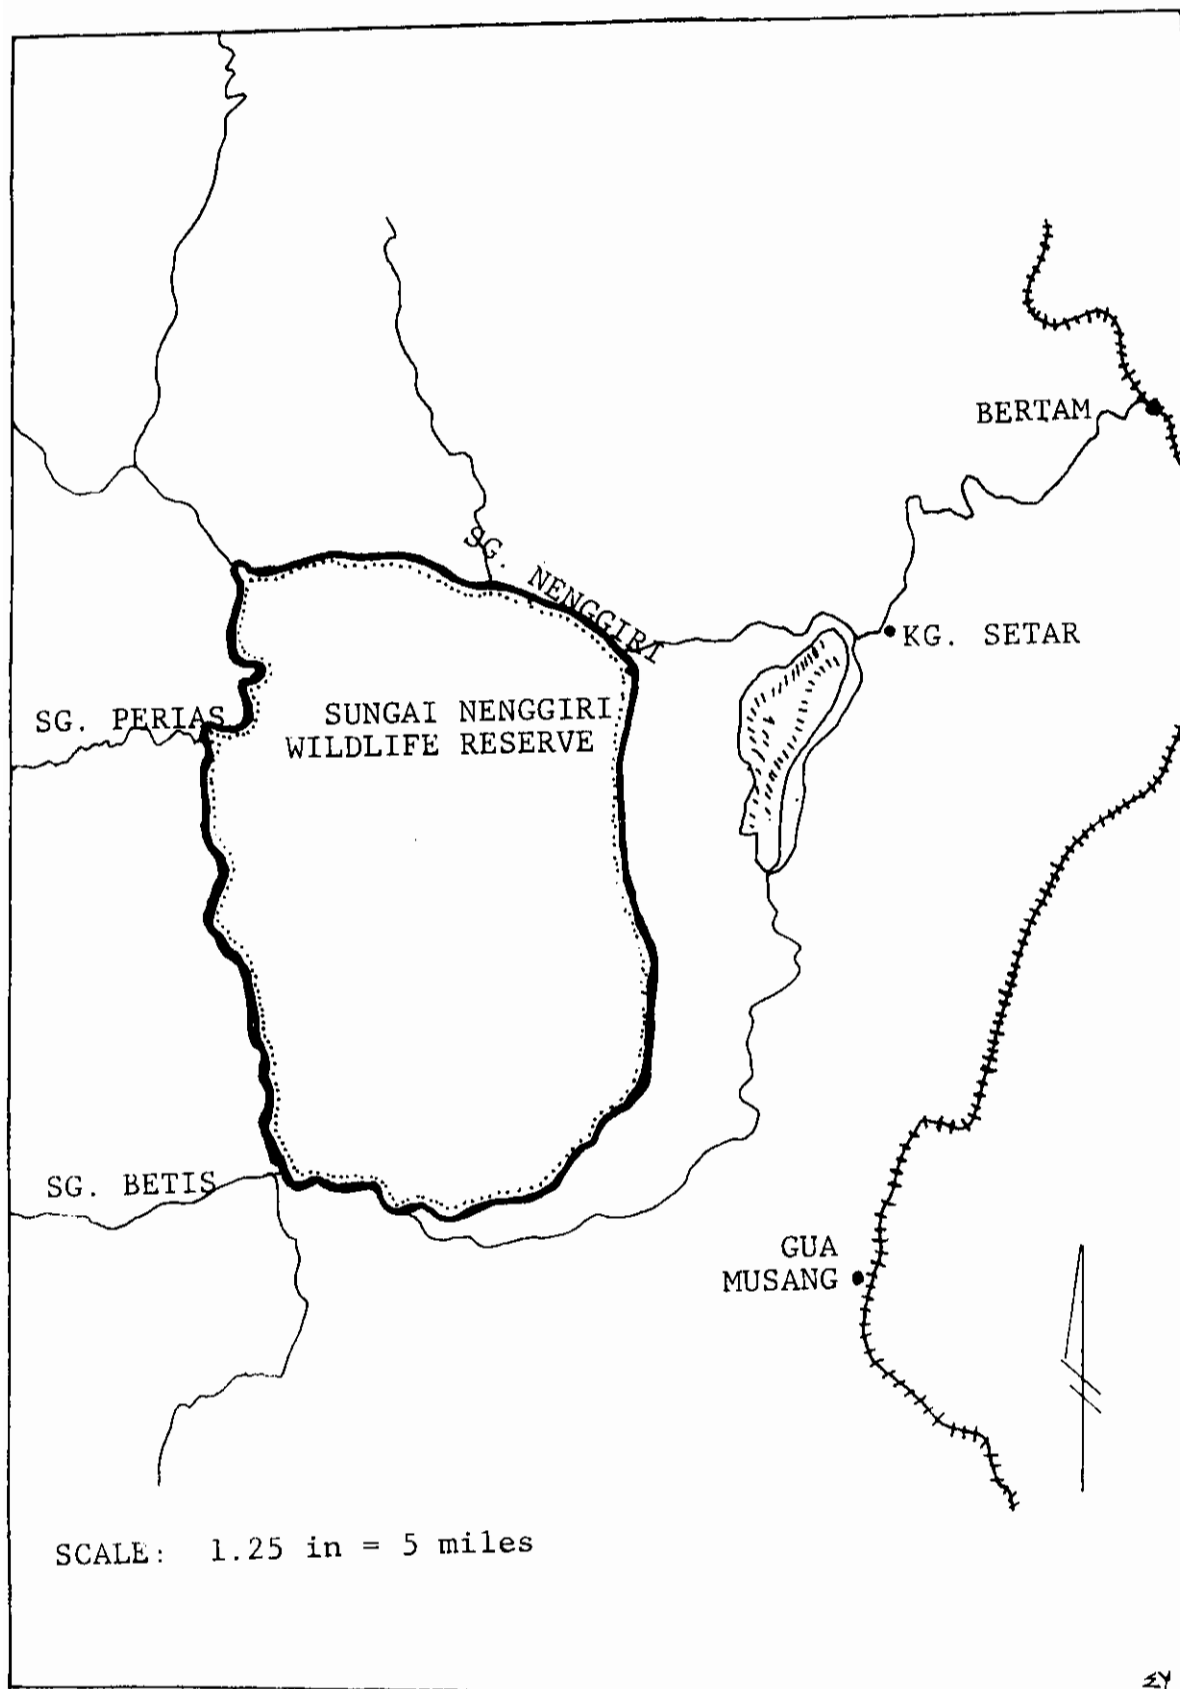 BERTAM
SG. NENGGIRI
KG. SETAR
SG. PERIAS
SUNGAI NENGGIRI
WILDLIFE RESERVE
SG. BETIS
GUA
MUSANG
SCALE: 1.25 in = 5 miles